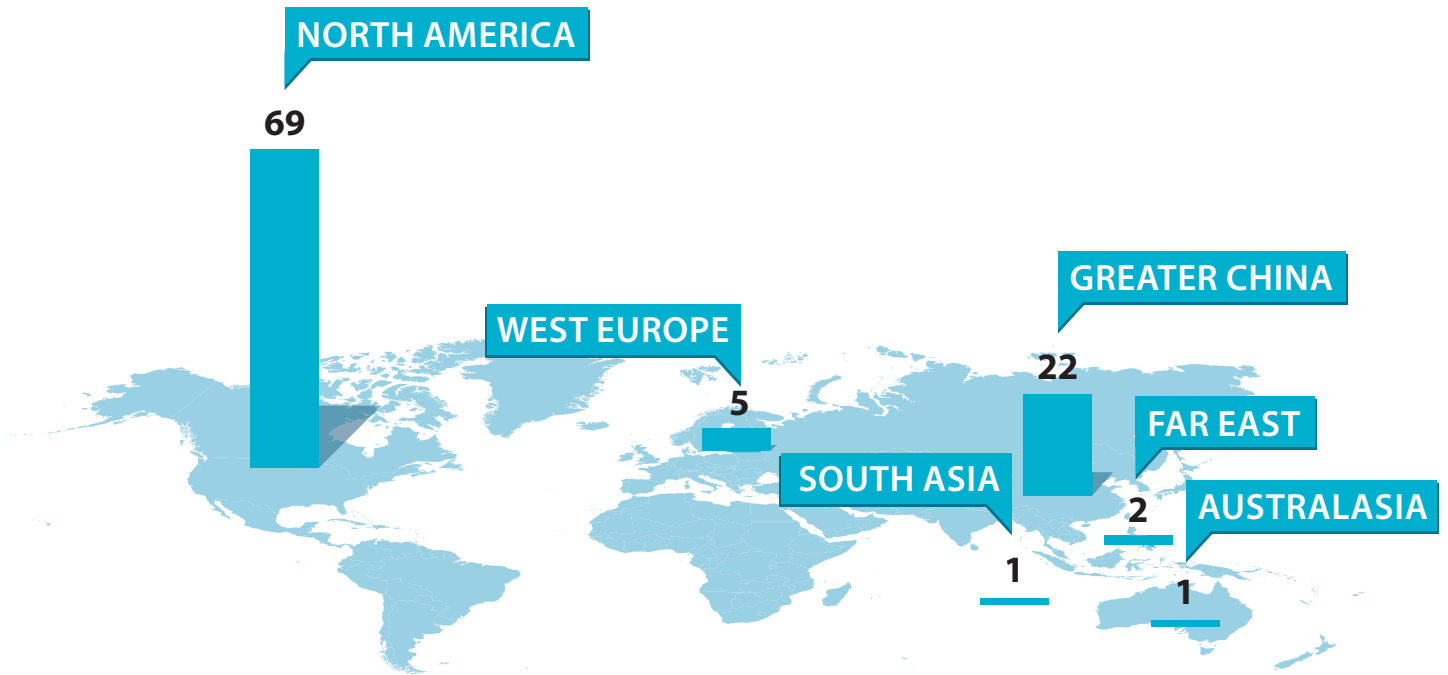 NORTH AMERICA
69
WEST EUROPE
5
GREATER CHINA
22
FAR EAST
2
SOUTH ASIA
1
AUSTRALASIA
1